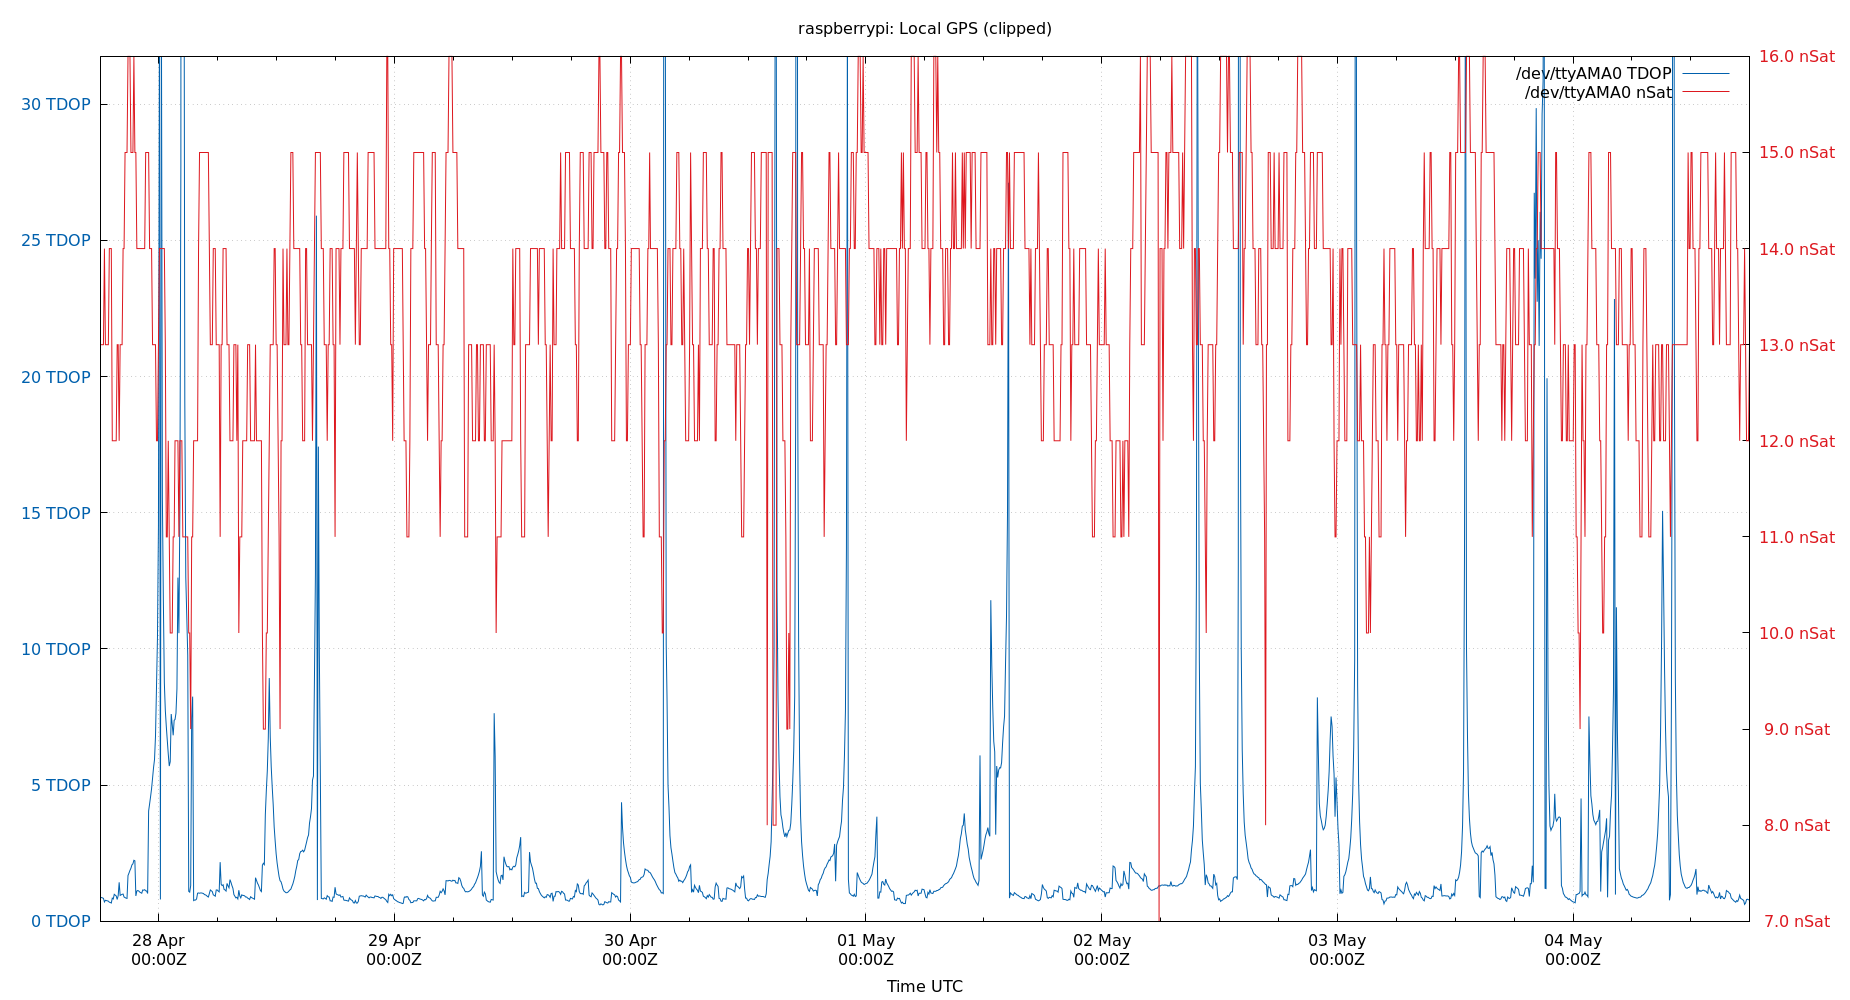 raspberrypi: Local GPS (clipped)
/dev/ttyAMA0 TDOP
/dev/ttyAMA0 nSat
30 TDOP
25 TDOP
20 TDOP
15 TDOP
10 TDOP
5 TDOP
0 TDOP
16.0 nSat
15.0 nSat
14.0 nSat
13.0 nSat
12.0 nSat
11.0 nSat
10.0 nSat
9.0 nSat
8.0 nSat
7.0 nSat
28 Apr
00:00Z
29 Apr
00:00Z
30 Apr
00:00Z
01 May
00:00Z
02 May
00:00Z
03 May
00:00Z
04 May
00:00Z
Time UTC